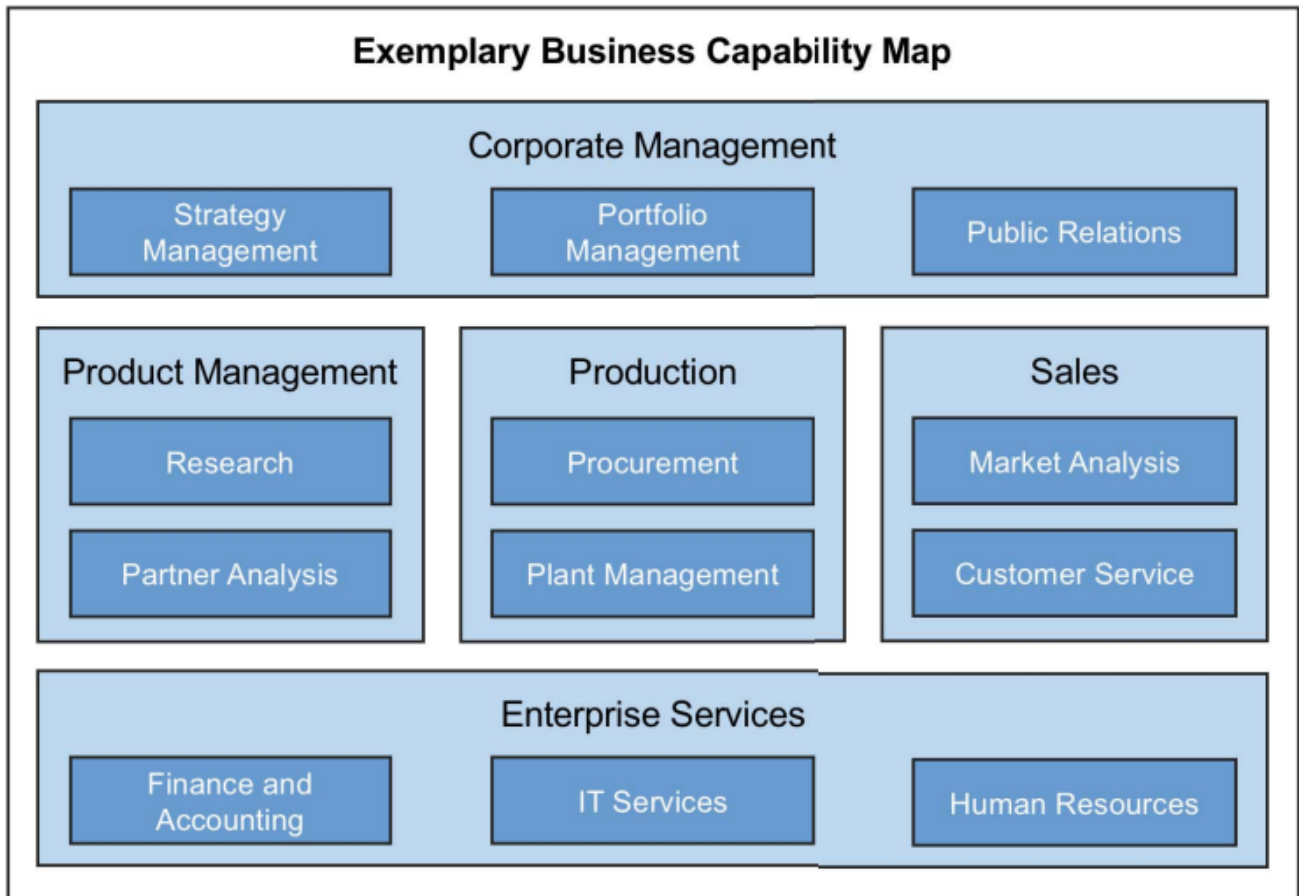 Exemplary Business Capability Map
Corporate Management
Strategy
Management
Portfolio
Management
Public Relations
Product Management
Research
Partner Analysis
Production
Procurement
Plant Management
Sales
Market Analysis
Customer Service
Enterprise Services
Finance and
Accounting
IT Services
Human Resources